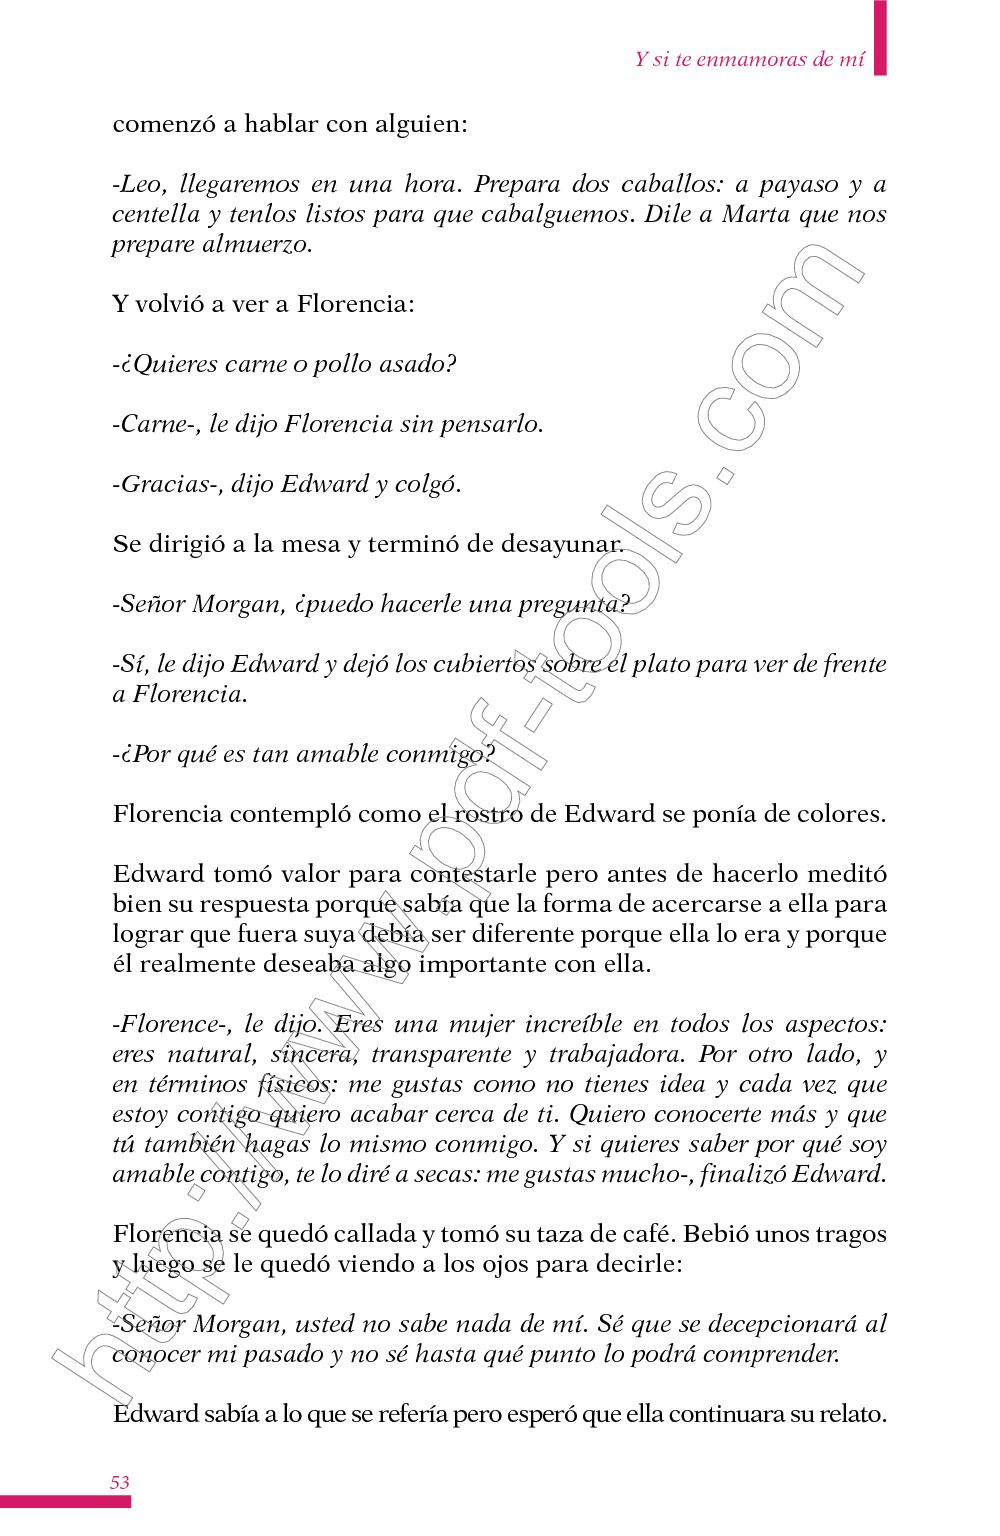 Y si te enmamoras de mí
comenzó a hablar con alguien:
-Leo, llegaremos en una hora. Prepara dos caballos: a payaso y a
centella y tenlos listos para que cabalguemos. Dile a Marta que nos
prepare almuerzo.
Y volvió a ver a Florencia:
-¿Quieres carne o pollo asado?
-Carne-, le dijo Florencia sin pensarlo.
-Gracias-, dijo Edward y colgó.
Se dirigió a la mesa y terminó de desayunar.
-Señor Morgan, ¿puedo hacerle una pregunta?
-Sí, le dijo Edward y dejó los cubiertos sobre el plato para ver de frente
a Florencia.
-¿Por qué es tan amable conmigo?
Florencia contempló como el rostro de Edward se ponía de colores.
Edward tomó valor para contestarle pero antes de hacerlo meditó
bien su respuesta porque sabía que la forma de acercarse a ella para
lograr que fuera suya debía ser diferente porque ella lo era y porque
él realmente deseaba algo importante con ella.
-Florence-, le dijo. Eres una mujer increíble en todos los aspectos:
eres natural, sincera, transparente y trabajadora. Por otro lado, y
en términos físicos: me gustas como no tienes idea y cada vez que
estoy contigo quiero acabar cerca de ti. Quiero conocerte más y que
tú también hagas lo mismo conmigo. Y si quieres saber por qué soy
amable contigo, te lo diré a secas: me gustas mucho-, finalizó Edward.
Florencia se quedó callada y tomó su taza de café. Bebió unos tragos
y luego se le quedó viendo a los ojos para decirle:
-Señor Morgan, usted no sabe nada de mí. Sé que se decepcionará al
conocer mi pasado y no sé hasta qué punto lo podrá comprender.
Edward sabía a lo que se refería pero esperó que ella continuara su relato.
53
http://www.pdf-tools.com